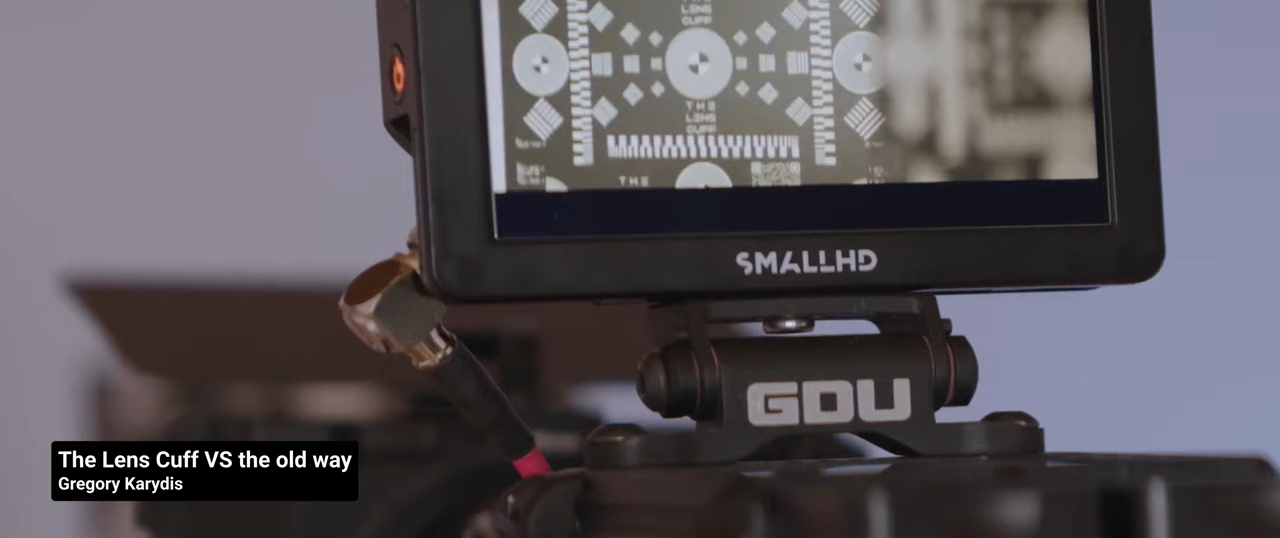 THE
LENS
CUFF
THE
LENS
CUFF
THE
SMALLHD
GDU
The Lens Cuff VS the old way
Gregory Karydis